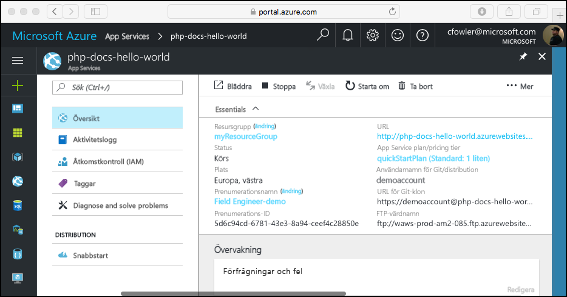 portal.azure.com
Microsoft Azure App Services > php-docs-hello-world
cfowler@microsoft.com
MICROSOFT
php-docs-hello-world
App Services
Sök (Ctrl+/)
Översikt
Aktivitetslogg
Åtkomstkontroll (IAM)
Taggar
Diagnose and solve problems
DISTRIBUTION
Snabbstart
Bläddra Stoppa Växla Starta om Ta bort ... Mer
Essentials
Resursgrupp (ändring)
myResourceGroup
Status
Körs
Plats
Europa, västra
Prenumerationsnamn (ändring)
Field Engineer-demo
Prenumerations-ID
5d6c94cd-6781-43e3-8a94-ceef4c28850e
URL
http://php-docs-hello-world.azurewebsites,...
App Service plan/pricing tier
quickStartPlan (Standard: 1 liten)
Användarnamn för Git/distribution
demoaccount
URL för Git-klon
https://demoaccount@php-docs-hello-wor...
FTP-värdnamn
ftp://waws-prod-am2-085.ftp.azurewebsite...
Övervakning
Förfrågningar och fel
Redigera